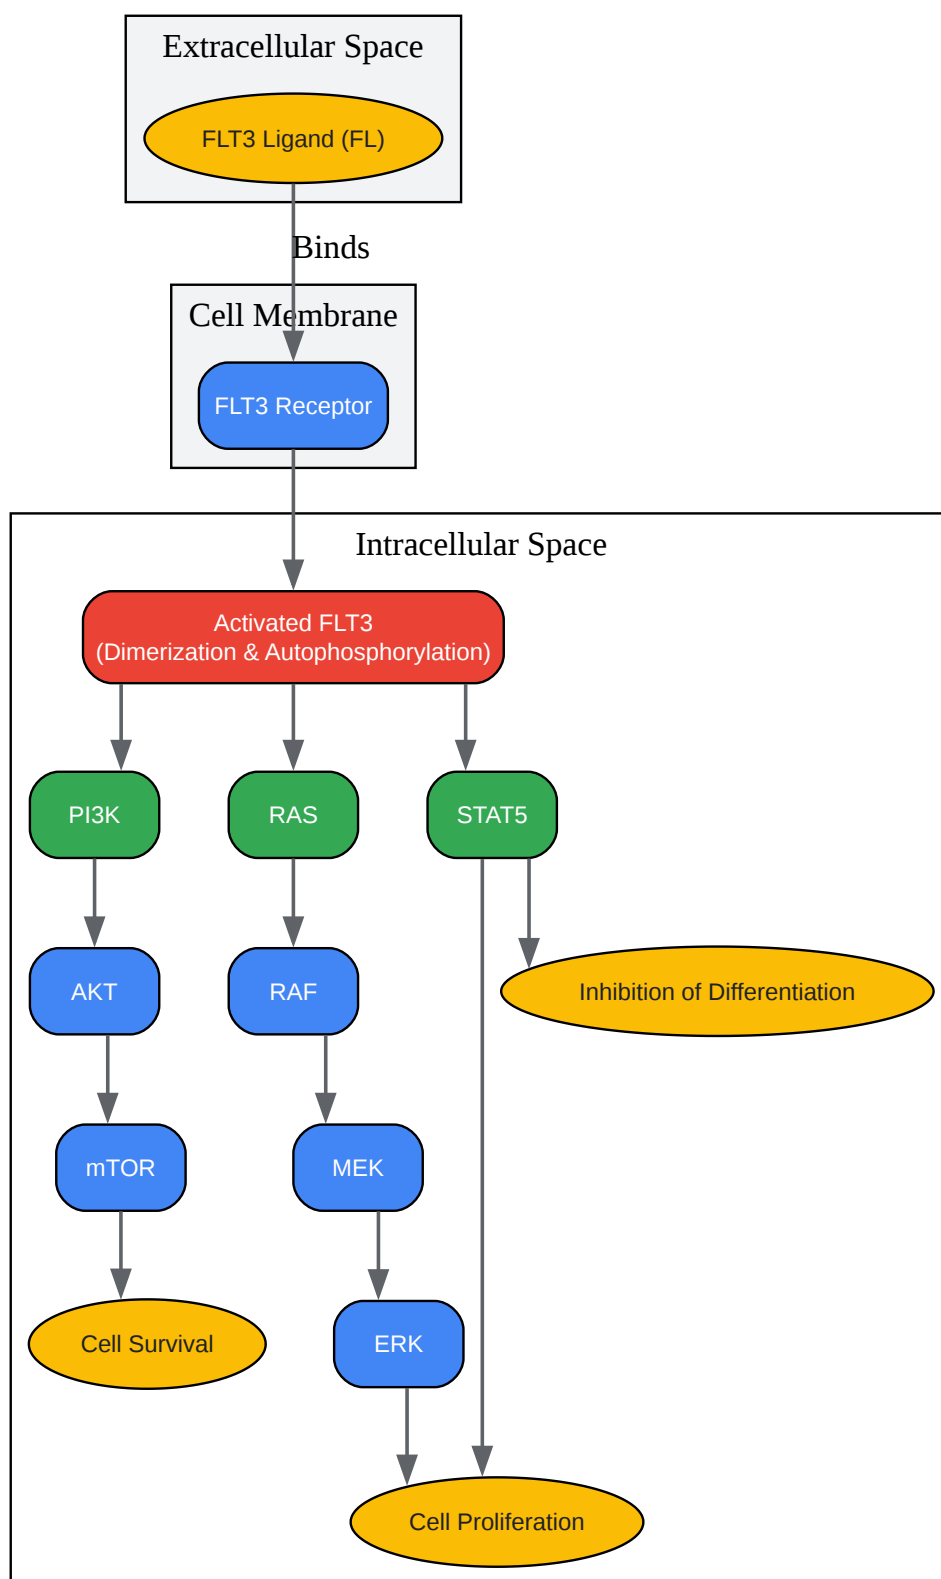 Extracellular Space
FLT3 Ligand (FL)
Binds
Cell Membrane
FLT3 Receptor
Intracellular Space
Activated FLT3
(Dimerization & Autophosphorylation)
PI3K
RAS
STAT5
AKT
RAF
Inhibition of Differentiation
mTOR
MEK
Cell Survival
ERK
Cell Proliferation